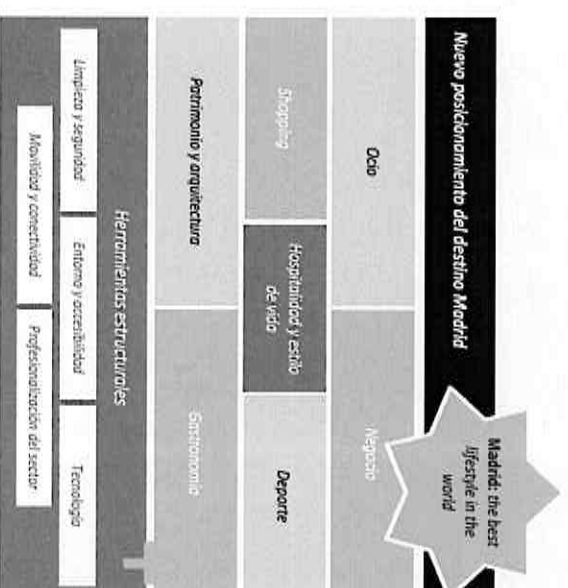 Nuevo posicionamiento del destino Madrid
Madrid: the best
lifestyle in the
world
Ocio
Negocio
Shopping
Hospitalidad y estilo
de vida
Deporte
Patrimonio y arquitectura
Gastronomía
Herramientas estructurales
Limpieza y seguridad
Entorno y accesibilidad
Tecnología
Movilidad y conectividad
Profesionalización del sector